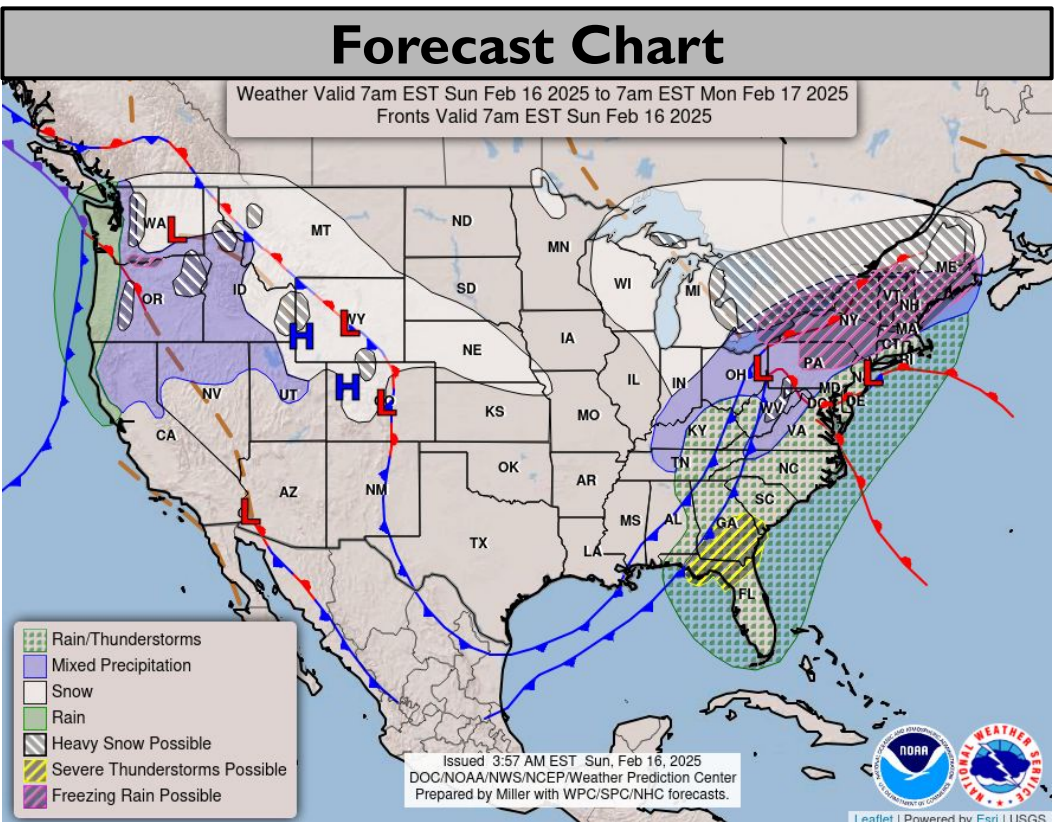 Forecast Chart
Weather Valid 7am EST Sun Feb 16 2025 to 7am EST Mon Feb 17 2025
Fronts Valid 7am EST Sun Feb 16 2025
WA
L
MT
ND
MN
ME
OR
ID
SD
WI
MI
VT
NH
H
L
WY
NY
MA
CT
RI
NE
IA
OH
L
PA
L
H
NV
UT
L
IL
IN
MD
DE
DC
WV
CA
KS
MO
KY
VA
AZ
NM
OK
AR
TN
NC
SC
L
TX
MS
AL
GA
LA
FL
Rain/Thunderstorms
Mixed Precipitation
Snow
Rain
Heavy Snow Possible
Severe Thunderstorms Possible
Freezing Rain Possible
Issued 3:57 AM EST Sun, Feb 16, 2025
DOC/NOAA/NWS/NCEP/Weather Prediction Center
Prepared by Miller with WPC/SPC/NHC forecasts.
NOAA
NATIONAL WEATHER SERVICE
Leaflet | Powered by Esri | USGS